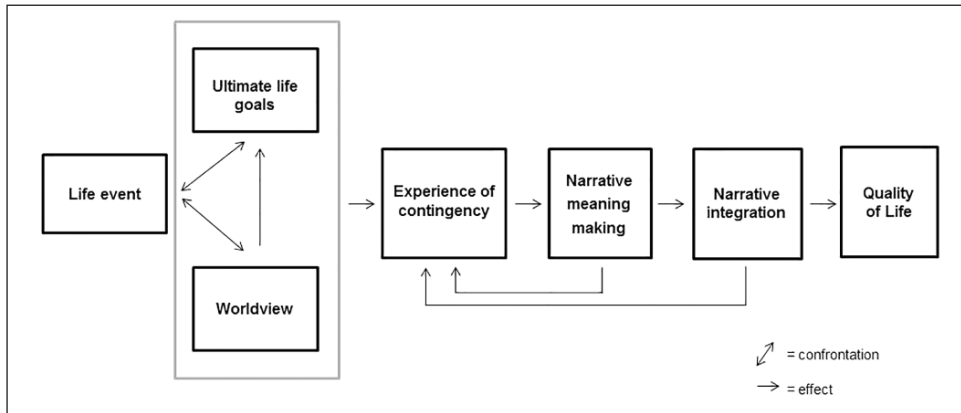 Ultimate life
goals
Life event
Worldview
Experience of
contingency
Narrative
meaning
making
Narrative
integration
Quality
of Life
= confrontation
= effect